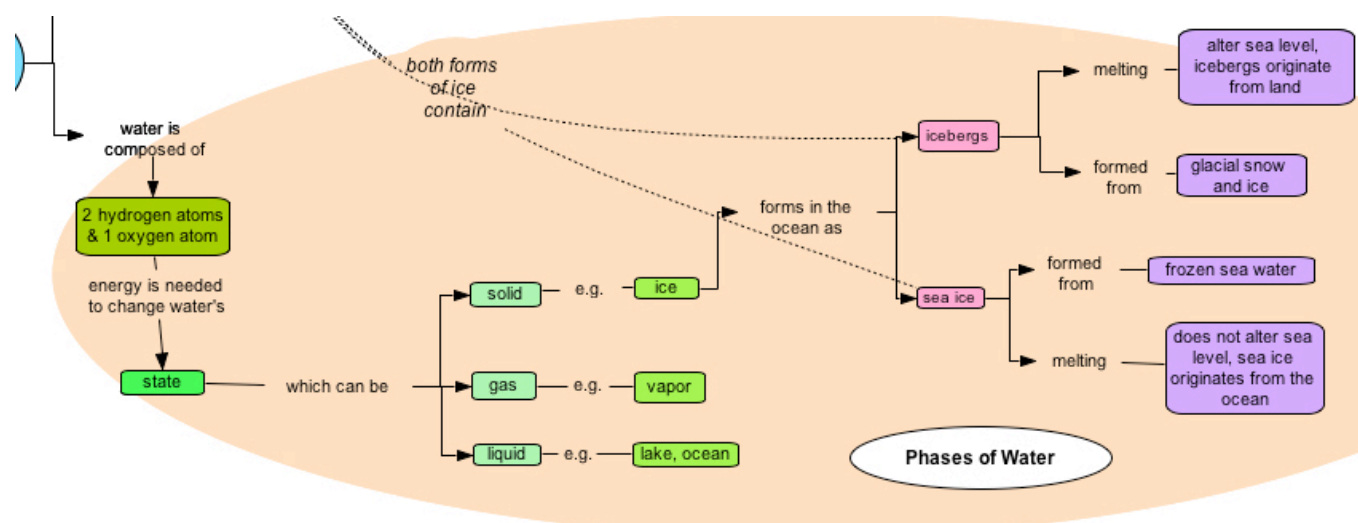 both forms
of ice
contain
water is
composed of
2 hydrogen atoms
& 1 oxygen atom
energy is needed
to change water's
state
which can be
solid
e.g.
ice
gas
e.g.
vapor
liquid
e.g.
lake, ocean
forms in the
ocean as
icebergs
melting
alter sea level,
icebergs originate
from land
formed
from
glacial snow
and ice
sea ice
formed
from
frozen sea water
melting
does not alter sea
level, sea ice
originates from the
ocean
Phases of Water